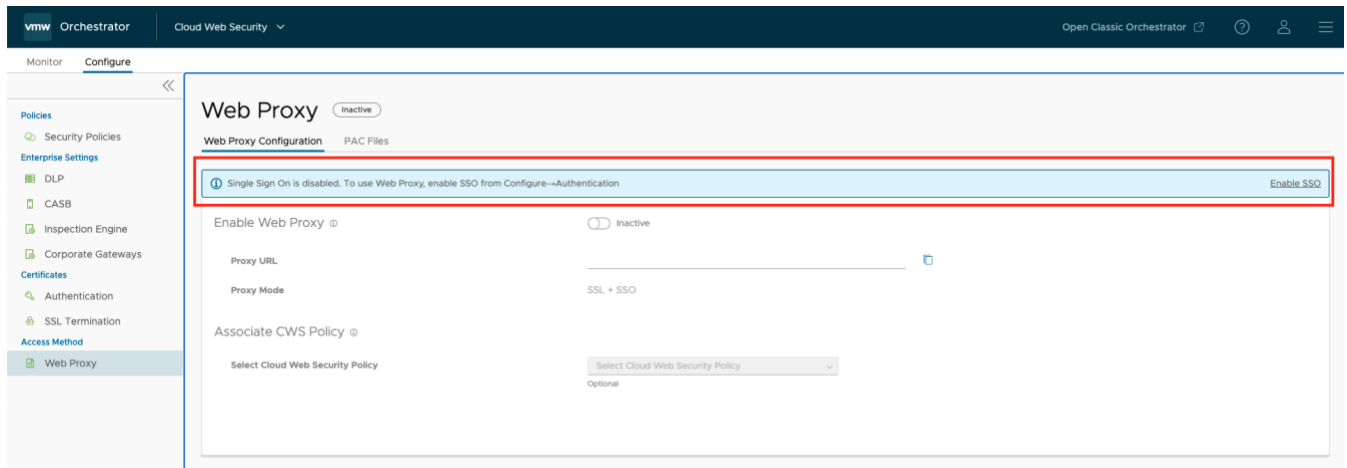 vmw Orchestrator Cloud Web Security Open Classic Orchestrator
Monitor Configure
Policies
Security Policies
Enterprise Settings
DLP
CASB
Inspection Engine
Corporate Gateways
Certificates
Authentication
SSL Termination
Access Method
Web Proxy
Web Proxy Inactive
Web Proxy Configuration PAC Files
Single Sign On is disabled. To use Web Proxy, enable SSO from Configure→Authentication Enable SSO
Enable Web Proxy Inactive
Proxy URL
Proxy Mode SSL + SSO
Associate CWS Policy
Select Cloud Web Security Policy Select Cloud Web Security Policy
Optional